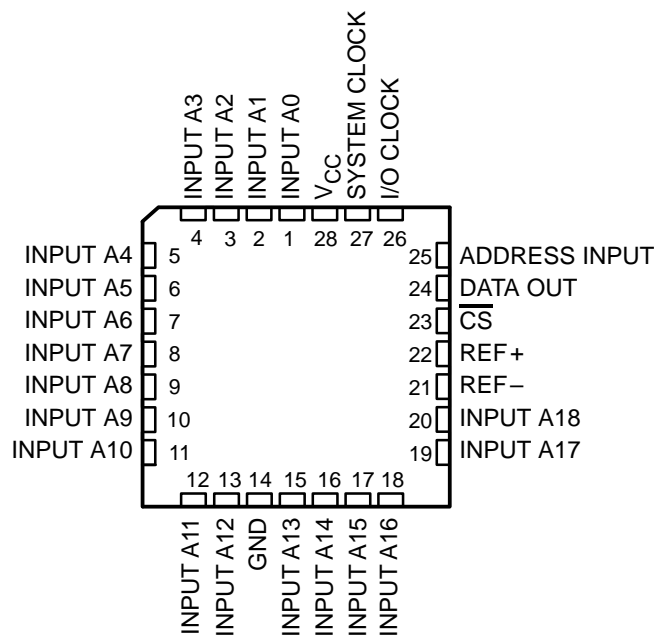 INPUT A3
INPUT A2
INPUT A1
INPUT A0
VCC
SYSTEM CLOCK
I/O CLOCK
4 3 2 1 28 27 26
INPUT A4 5 25 ADDRESS INPUT
INPUT A5 6 24 DATA OUT
INPUT A6 7 23 CS
INPUT A7 8 22 REF+
INPUT A8 9 21 REF−
INPUT A9 10 20 INPUT A18
INPUT A10 11 19 INPUT A17
12 13 14 15 16 17 18
INPUT A11
INPUT A12
GND
INPUT A13
INPUT A14
INPUT A15
INPUT A16